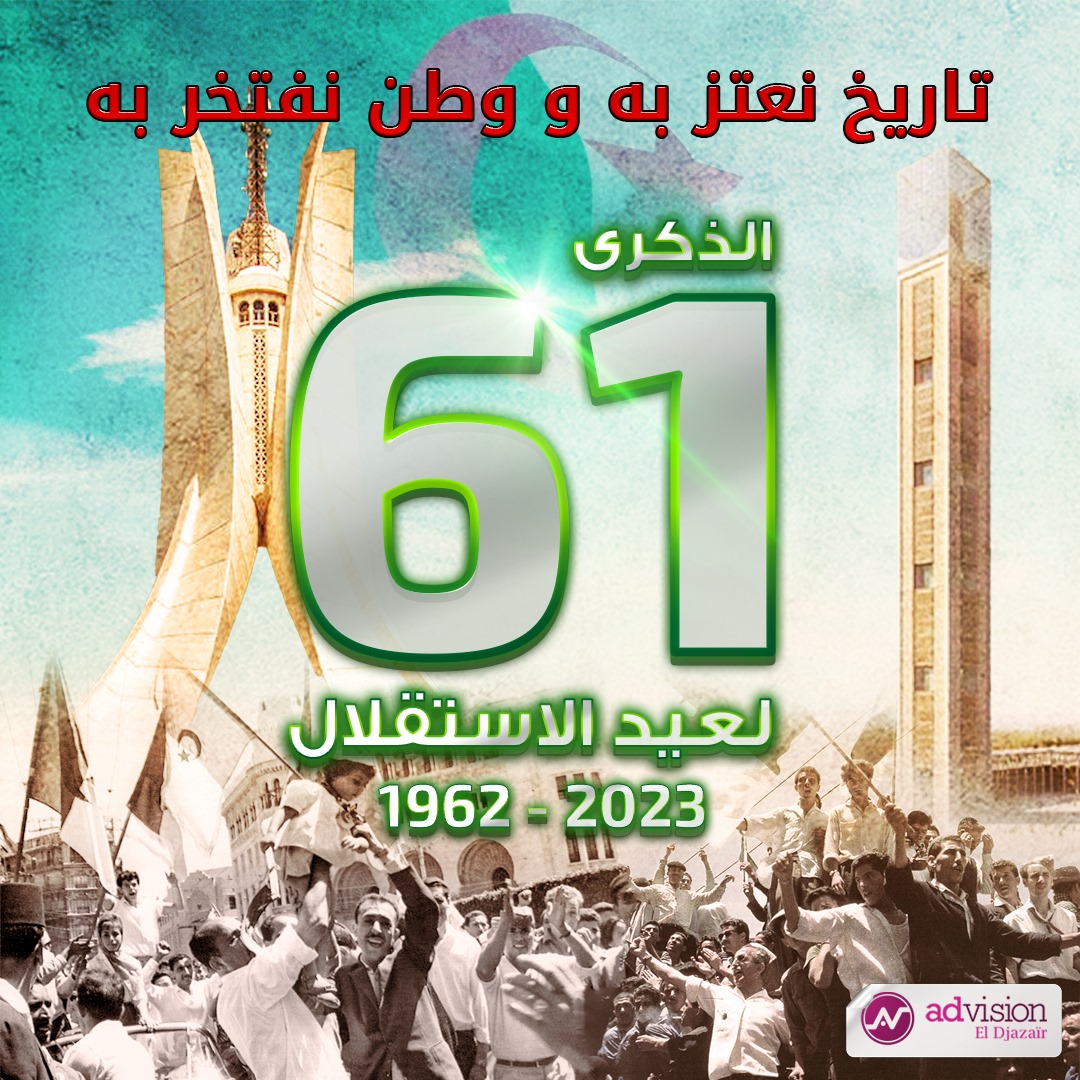 تاريخ نعتز به و وطن نفتخر به
الذكرى
61
لعيد الاستقلال
1962 - 2023
advision
El Djazaïr